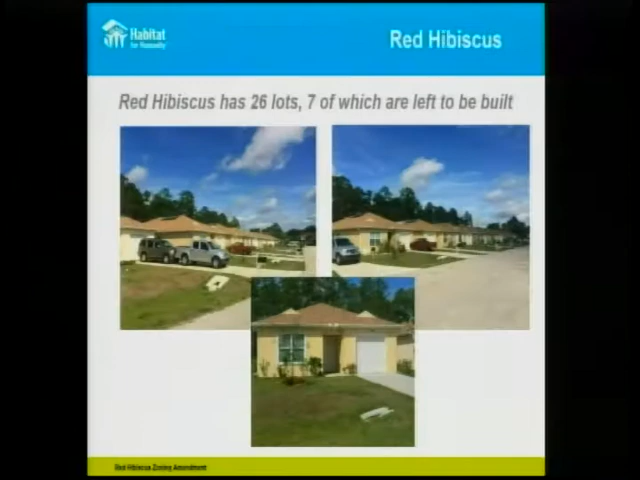 Habitat
for Humanity
Red Hibiscus
Red Hibiscus has 26 lots, 7 of which are left to be built
Red Hibiscus Zoning Amendment